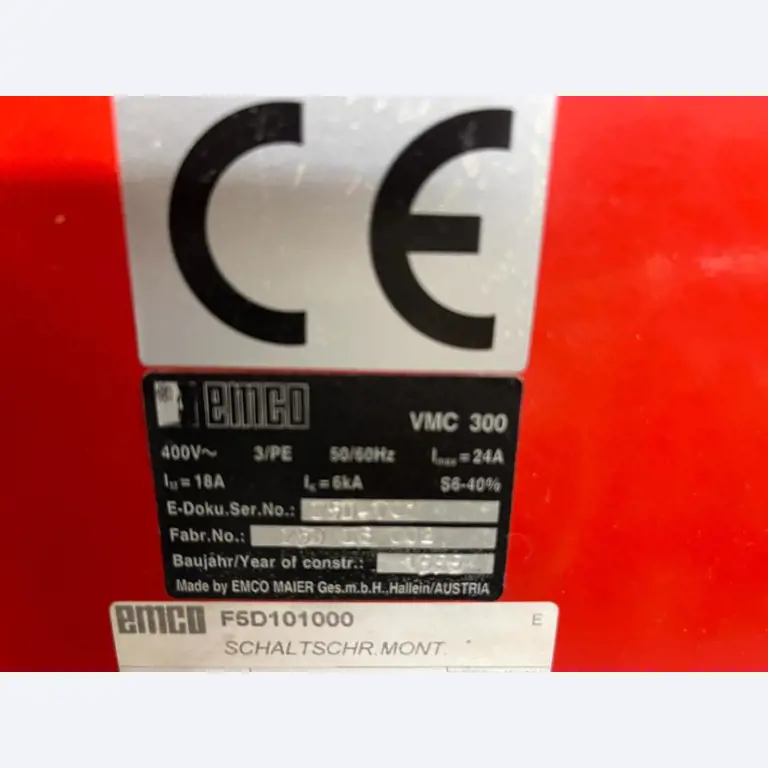 CE
emco
VMC 300
400V~ 3/PE 50/60Hz Imax = 24A
IN = 18A IK = 6kA S6-40%
E-Doku.Ser.No.:
Fabr.No.:
Baujahr/Year of constr.:
Made by EMCO MAIER Ges.m.b.H.,Hallein/AUSTRIA
emco F5D101000 E
SCHALTSCHR.MONT.